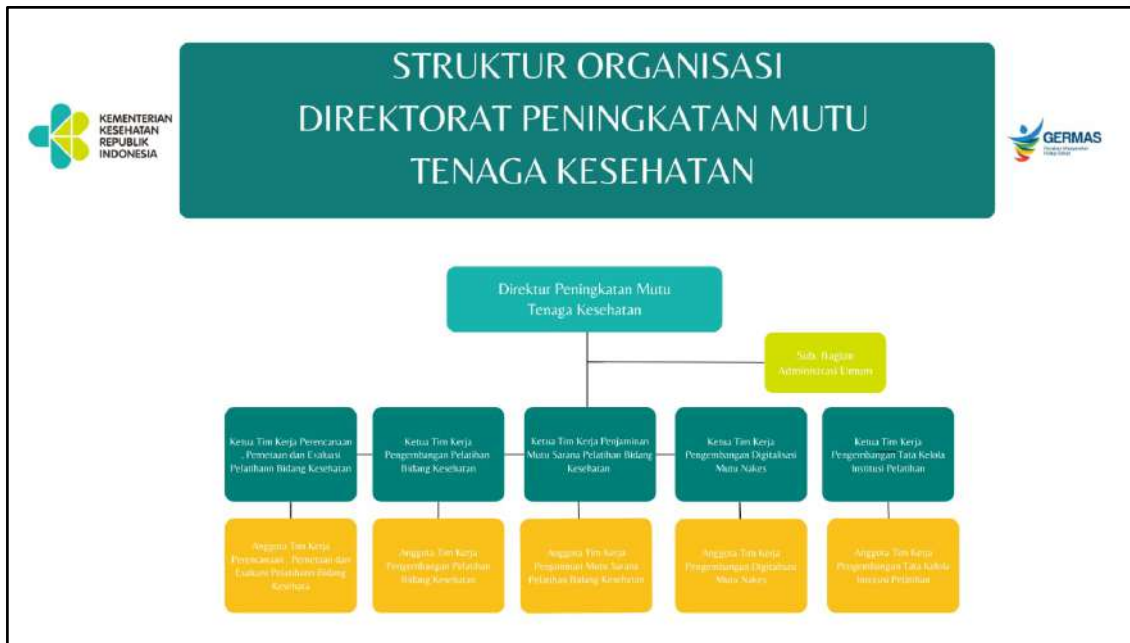 STRUKTUR ORGANISASI
DIREKTORAT PENINGKATAN MUTU
TENAGA KESEHATAN
KEMENTERIAN
KESEHATAN
REPUBLIK
INDONESIA
GERMAS
Direktur Peningkatan Mutu
Tenaga Kesehatan
Sub. Bagian
Administrasi Umum
Ketua Tim Kerja Perencanaan
, Pemetaan dan Evaluasi
Pelatihann Bidang Kesehatan
Ketua Tim Kerja
Pengembangan Pelatihan
Bidang Kesehatan
Ketua Tim Kerja Penjaminan
Mutu Sarana Pelatihan Bidang
Kesehatan
Ketua Tim Kerja
Pengembangan Digitalisasi
Mutu Nakes
Ketua Tim Kerja
Pengembangan Tata Kelola
Institusi Pelatihan
Anggota Tim Kerja
Perencanaan , Pemetaan dan
Evaluasi Pelatihann Bidang
Kesehata
Anggota Tim Kerja
Pengembangan Pelatihan
Bidang Kesehatan
Anggota Tim Kerja
Penjaminan Mutu Sarana
Pelatihan Bidang Kesehatan
Anggota Tim Kerja
Pengembangan Digitalisasi
Mutu Nakes
Anggota Tim Kerja
Pengembangan Tata Kelola
Institusi Pelatihan